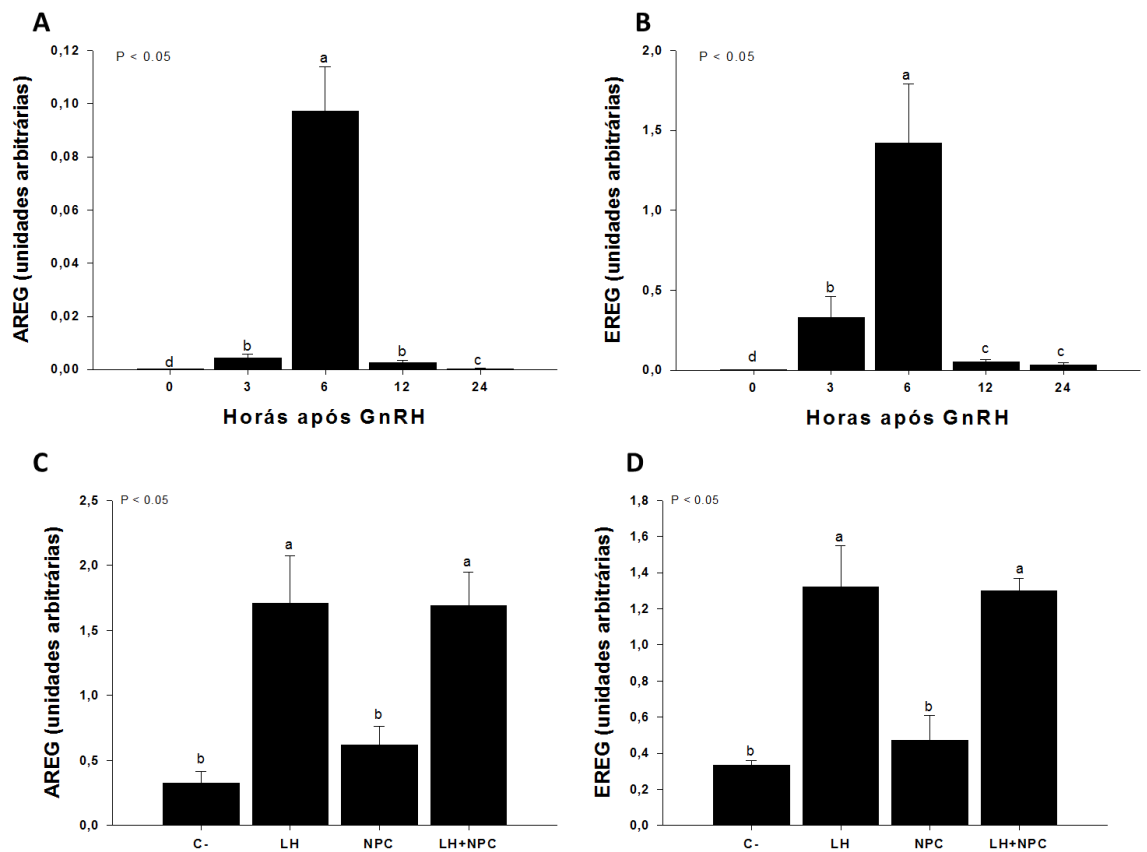 A
P < 0.05
AREG (unidades arbitrárias)
0,12
0,10
0,08
0,06
0,04
0,02
0,00
d
b
a
b
c
0 3 6 12 24
Horás após GnRH
B
P < 0.05
EREG (unidades arbitrárias)
2,0
1,5
1,0
0,5
0,0
d
b
a
c
c
0 3 6 12 24
Horas após GnRH
C
P < 0.05
AREG (unidades arbitrárias)
2,5
2,0
1,5
1,0
0,5
0,0
b
a
b
a
C- LH NPC LH+NPC
D
P < 0.05
EREG (unidades arbitrárias)
1,8
1,6
1,4
1,2
1,0
0,8
0,6
0,4
0,2
0,0
b
a
b
a
C- LH NPC LH+NPC